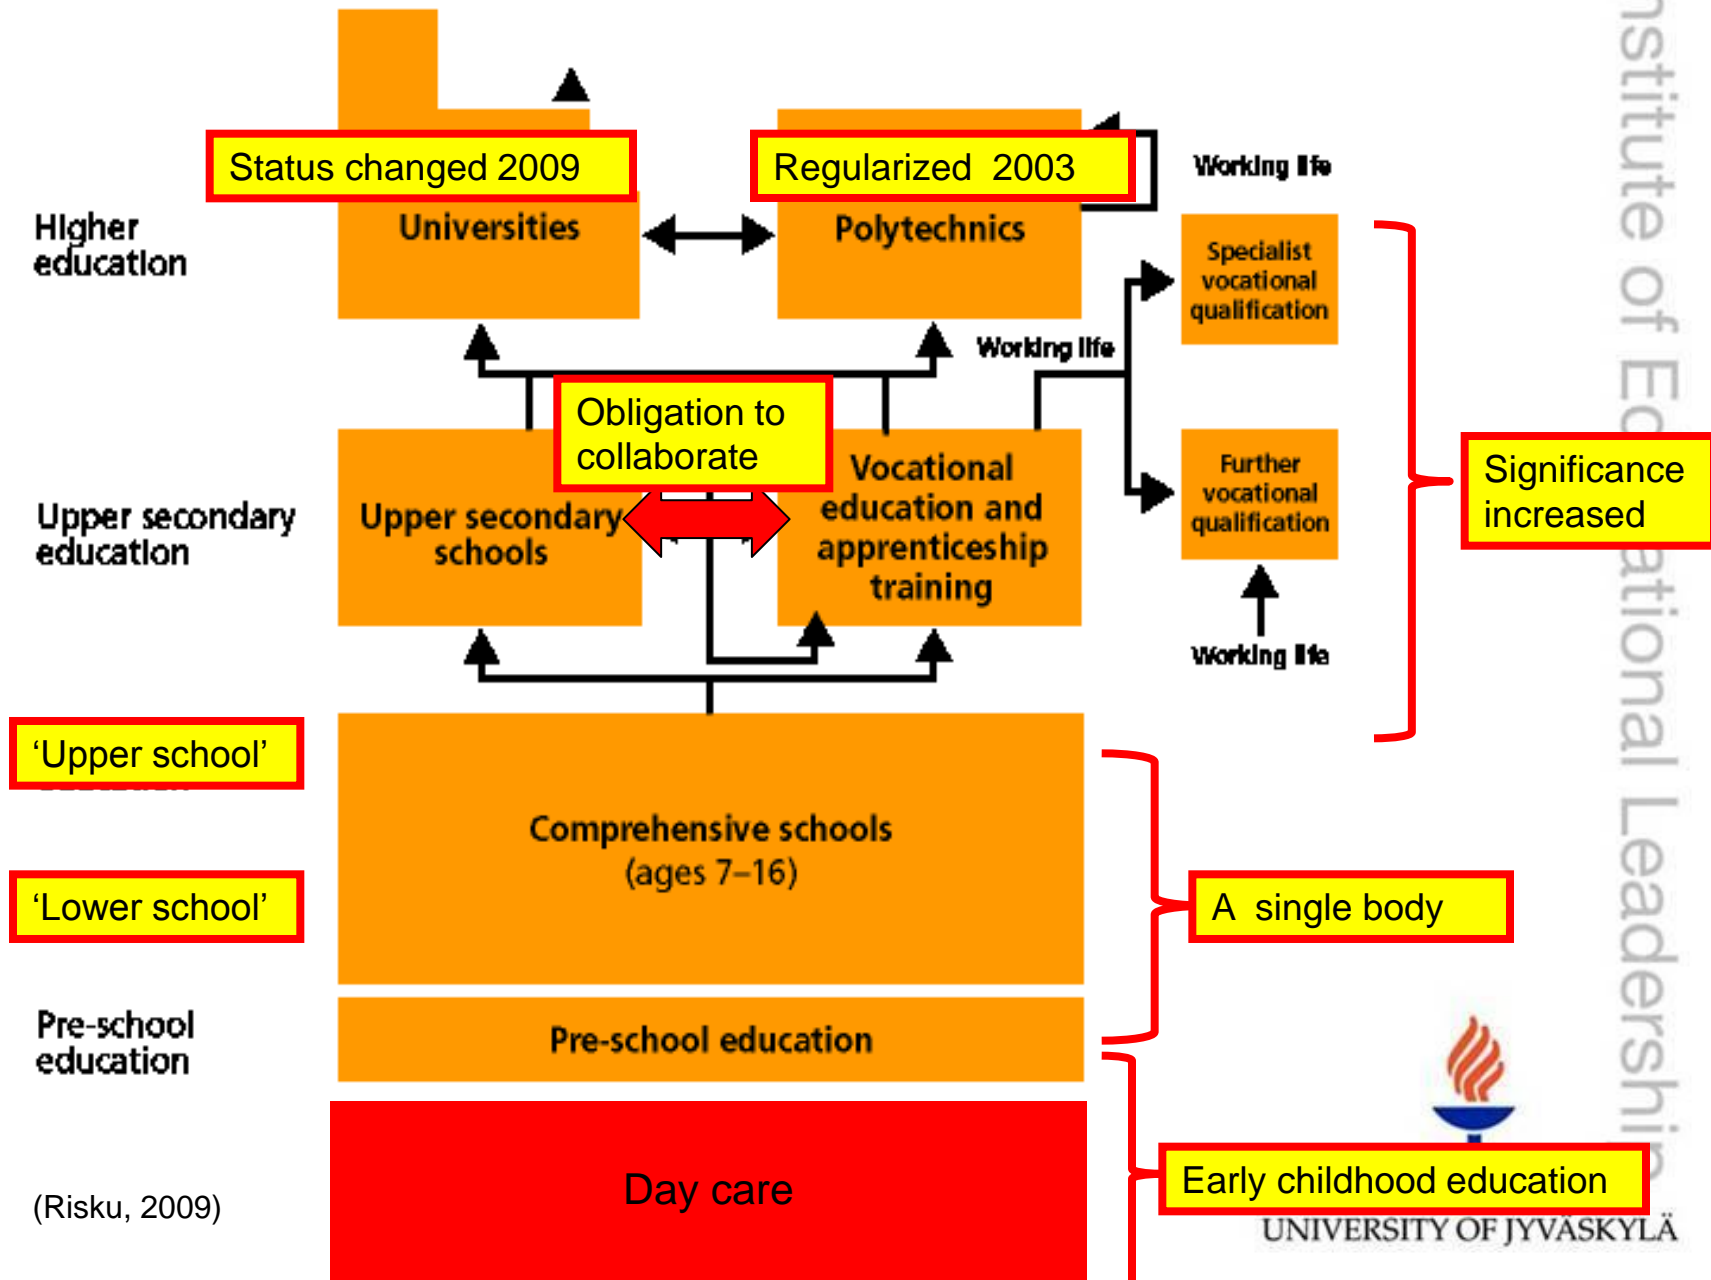 Status changed 2009
Regularized 2003
Working life
Higher
education
Universities
Polytechnics
Specialist
vocational
qualification
Working life
Obligation to
collaborate
Upper secondary
education
Upper secondary
schools
Vocational
education and
apprenticeship
training
Further
vocational
qualification
Significance
increased
Working life
‘Upper school’
Comprehensive schools
(ages 7–16)
‘Lower school’
A single body
Pre-school
education
Pre-school education
Day care
Early childhood education
(Risku, 2009)
UNIVERSITY OF JYVÄSKYLÄ
of